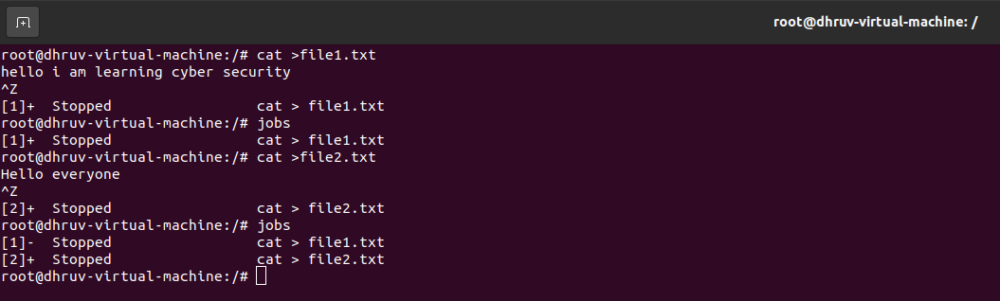 root@dhruv-virtual-machine: /
root@dhruv-virtual-machine:/# cat >file1.txt
hello i am learning cyber security
^Z
[1]+  Stopped                 cat > file1.txt
root@dhruv-virtual-machine:/# jobs
[1]+  Stopped                 cat > file1.txt
root@dhruv-virtual-machine:/# cat >file2.txt
Hello everyone
^Z
[2]+  Stopped                 cat > file2.txt
root@dhruv-virtual-machine:/# jobs
[1]-  Stopped                 cat > file1.txt
[2]+  Stopped                 cat > file2.txt
root@dhruv-virtual-machine:/#